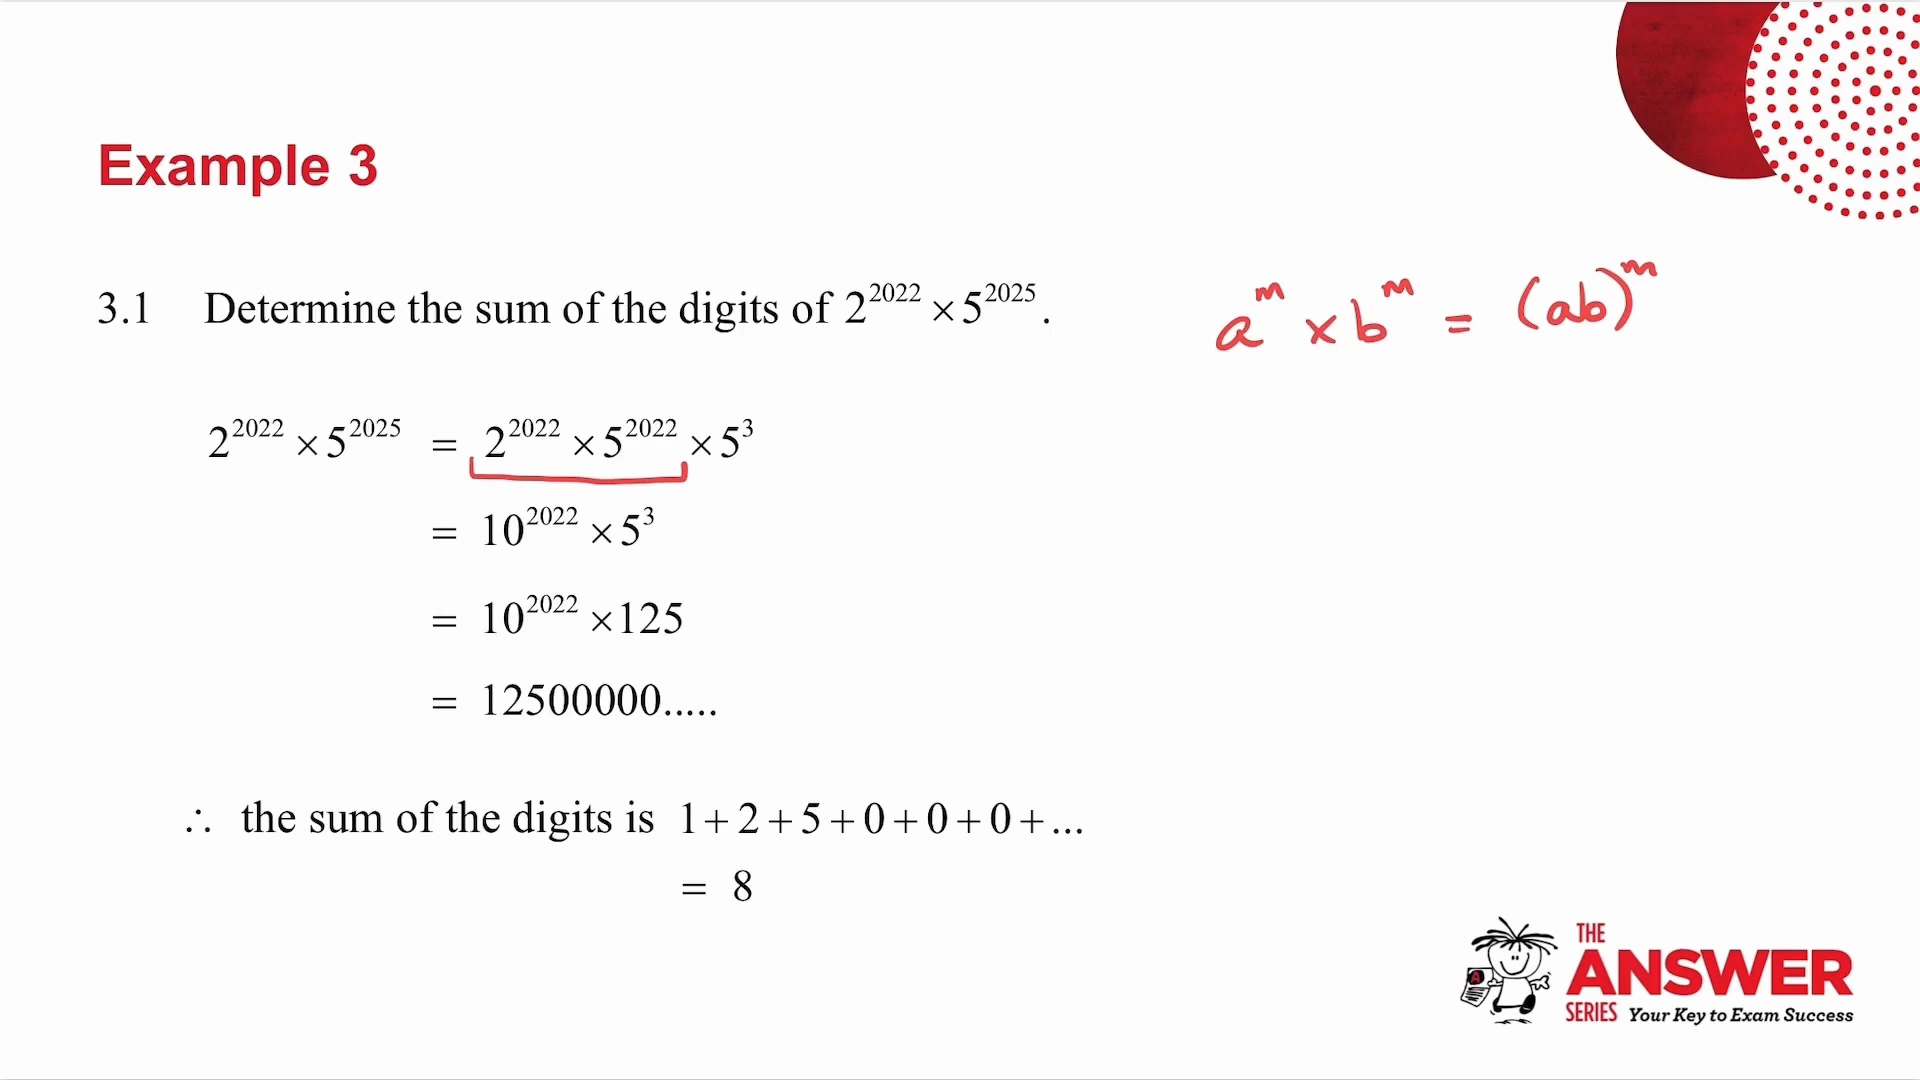 Example 3
3.1 Determine the sum of the digits of 2^2022 × 5^2025.
a^m × b^m = (ab)^m
2^2022 × 5^2025 = 2^2022 × 5^2022 × 5^3
= 10^2022 × 5^3
= 10^2022 × 125
= 12500000.....
∴ the sum of the digits is 1 + 2 + 5 + 0 + 0 + 0 + ...
= 8
THE
ANSWER
SERIES Your Key to Exam Success
A